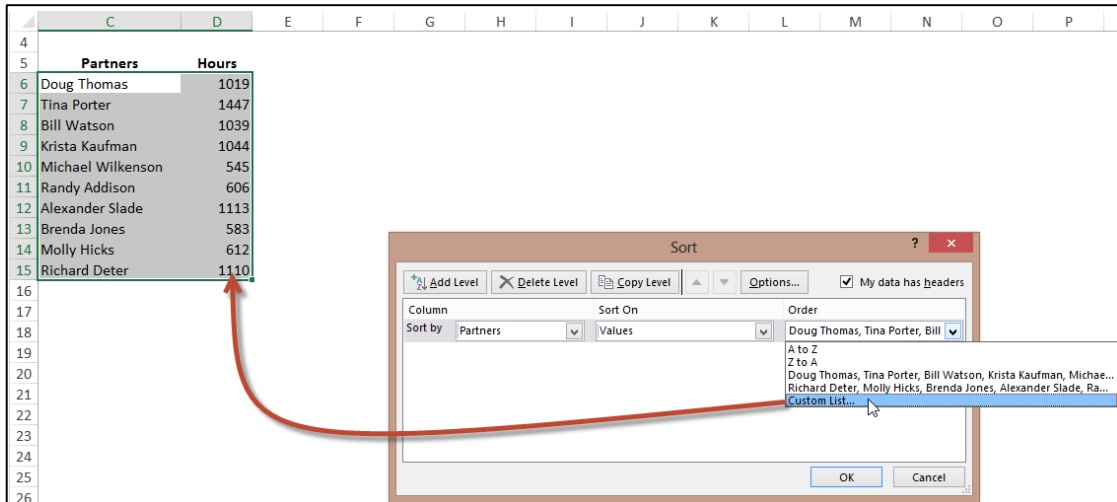 C D E F G H I J K L M N O P
4
5 Partners Hours
6 Doug Thomas 1019
7 Tina Porter 1447
8 Bill Watson 1039
9 Krista Kaufman 1044
10 Michael Wilkenson 545
11 Randy Addison 606
12 Alexander Slade 1113
13 Brenda Jones 583
14 Molly Hicks 612
15 Richard Deter 1110
16
17
18
19
20
21
22
23
24
25
26
Sort ? ×
Add Level Delete Level Copy Level Options... My data has headers
Column Sort On Order
Sort by Partners Values Doug Thomas, Tina Porter, Bill
A to Z
Z to A
Doug Thomas, Tina Porter, Bill Watson, Krista Kaufman, Michae...
Richard Deter, Molly Hicks, Brenda Jones, Alexander Slade, Ra...
Custom List...
OK Cancel